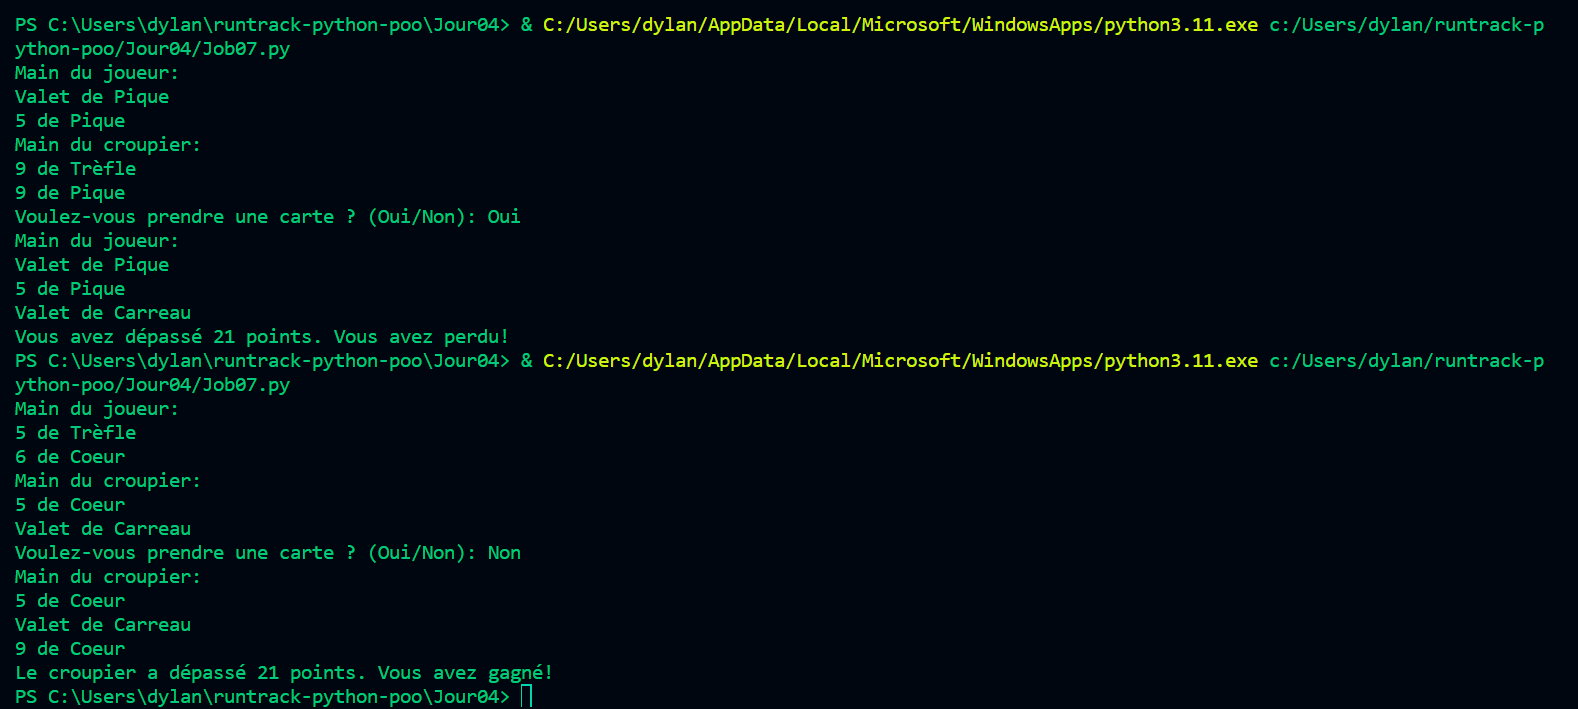 PS C:\Users\dylan\runtrack-python-poo\Jour04> & C:/Users/dylan/AppData/Local/Microsoft/WindowsApps/python3.11.exe c:/Users/dylan/runtrack-p
ython-poo/Jour04/Job07.py
Main du joueur:
Valet de Pique
5 de Pique
Main du croupier:
9 de Trèfle
9 de Pique
Voulez-vous prendre une carte ? (Oui/Non): Oui
Main du joueur:
Valet de Pique
5 de Pique
Valet de Carreau
Vous avez dépassé 21 points. Vous avez perdu!
PS C:\Users\dylan\runtrack-python-poo\Jour04> & C:/Users/dylan/AppData/Local/Microsoft/WindowsApps/python3.11.exe c:/Users/dylan/runtrack-p
ython-poo/Jour04/Job07.py
Main du joueur:
5 de Trèfle
6 de Coeur
Main du croupier:
5 de Coeur
Valet de Carreau
Voulez-vous prendre une carte ? (Oui/Non): Non
Main du croupier:
5 de Coeur
Valet de Carreau
9 de Coeur
Le croupier a dépassé 21 points. Vous avez gagné!
PS C:\Users\dylan\runtrack-python-poo\Jour04>